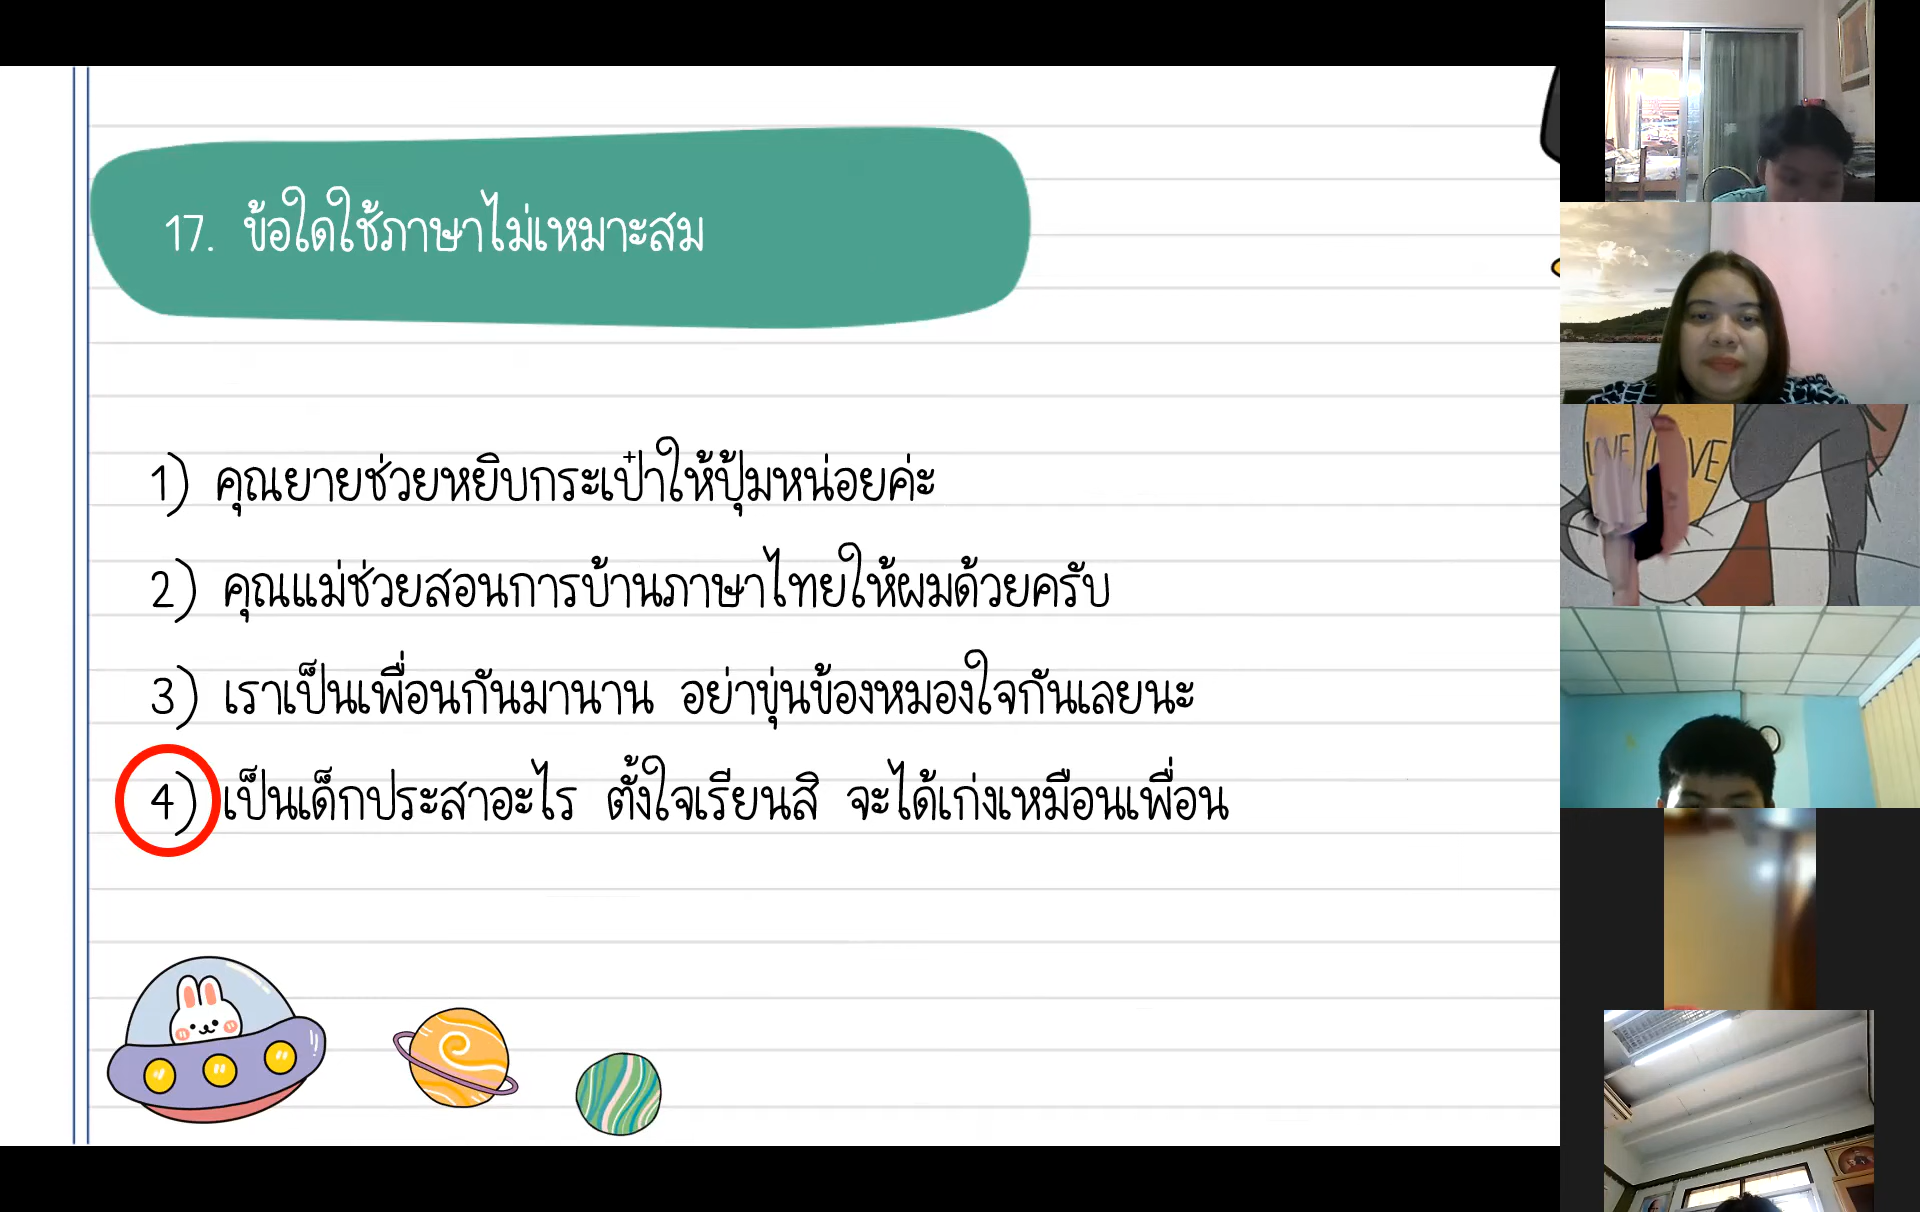 17. ข้อใดใช้ภาษาไม่เหมาะสม
1) คุณยายช่วยหยิบกระเป๋าให้ปุ้มหน่อยค่ะ
2) คุณแม่ช่วยสอนการบ้านภาษาไทยให้ผมด้วยครับ
3) เราเป็นเพื่อนกันมานาน อย่าขุ่นข้องหมองใจกันเลยนะ
4) เป็นเด็กประสาอะไร ตั้งใจเรียนสิ จะได้เก่งเหมือนเพื่อน
LOVE